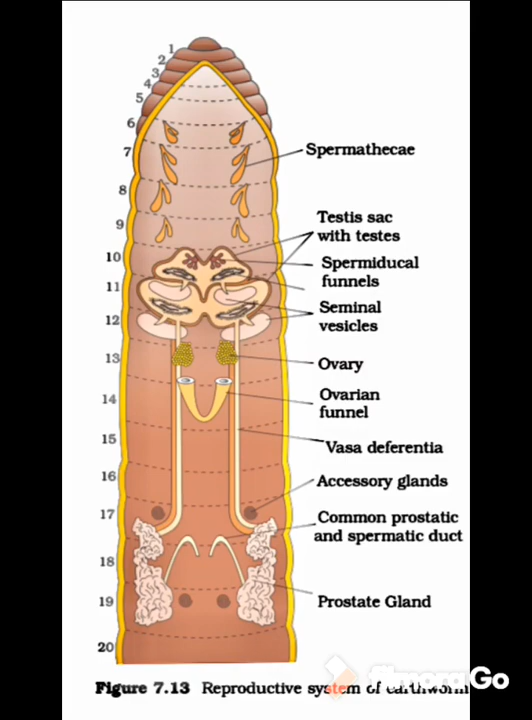 1
2
3
4
5
6
7
8
9
10
11
12
13
14
15
16
17
18
19
20
Spermathecae
Testis sac
with testes
Spermiducal
funnels
Seminal
vesicles
Ovary
Ovarian
funnel
Vasa deferentia
Accessory glands
Common prostatic
and spermatic duct
Prostate Gland
Figure 7.13 Reproductive system of earthworm
filmoraGo